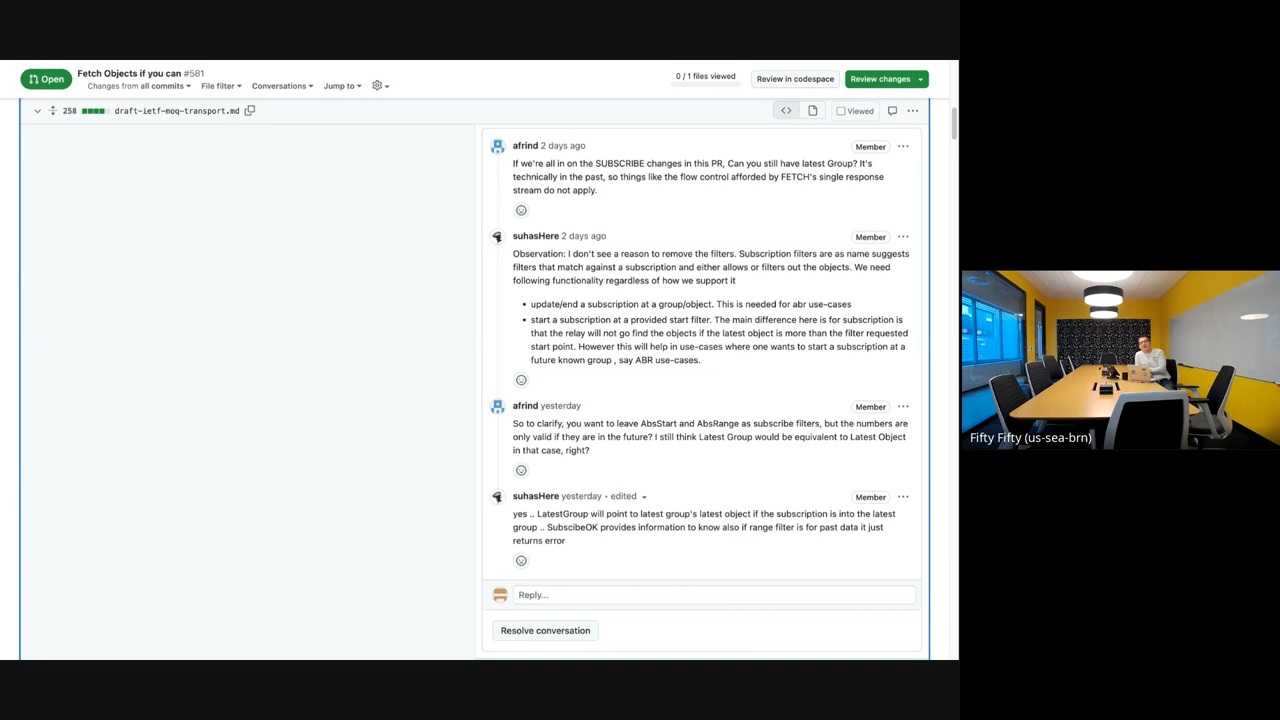 Open
Fetch Objects if you can #581
Changes from all commits
File filter
Conversations
Jump to
0 / 1 files viewed
Review in codespace
Review changes
258
draft-ietf-moq-transport.md
Viewed
afrind 2 days ago
Member
If we're all in on the SUBSCRIBE changes in this PR, Can you still have latest Group? It's
technically in the past, so things like the flow control afforded by FETCH's single response
stream do not apply.
suhasHere 2 days ago
Member
Observation: I don't see a reason to remove the filters. Subscription filters are as name suggests
filters that match against a subscription and either allows or filters out the objects. We need
following functionality regardless of how we support it
• update/end a subscription at a group/object. This is needed for abr use-cases
• start a subscription at a provided start filter. The main difference here is for subscription is
that the relay will not go find the objects if the latest object is more than the filter requested
start point. However this will help in use-cases where one wants to start a subscription at a
future known group , say ABR use-cases.
afrind yesterday
Member
So to clarify, you want to leave AbsStart and AbsRange as subscribe filters, but the numbers are
only valid if they are in the future? I still think Latest Group would be equivalent to Latest Object
in that case, right?
suhasHere yesterday • edited
Member
yes .. LatestGroup will point to latest group's latest object if the subscription is into the latest
group .. SubscibeOK provides information to know also if range filter is for past data it just
returns error
Reply...
Resolve conversation
Fifty Fifty (us-sea-brn)